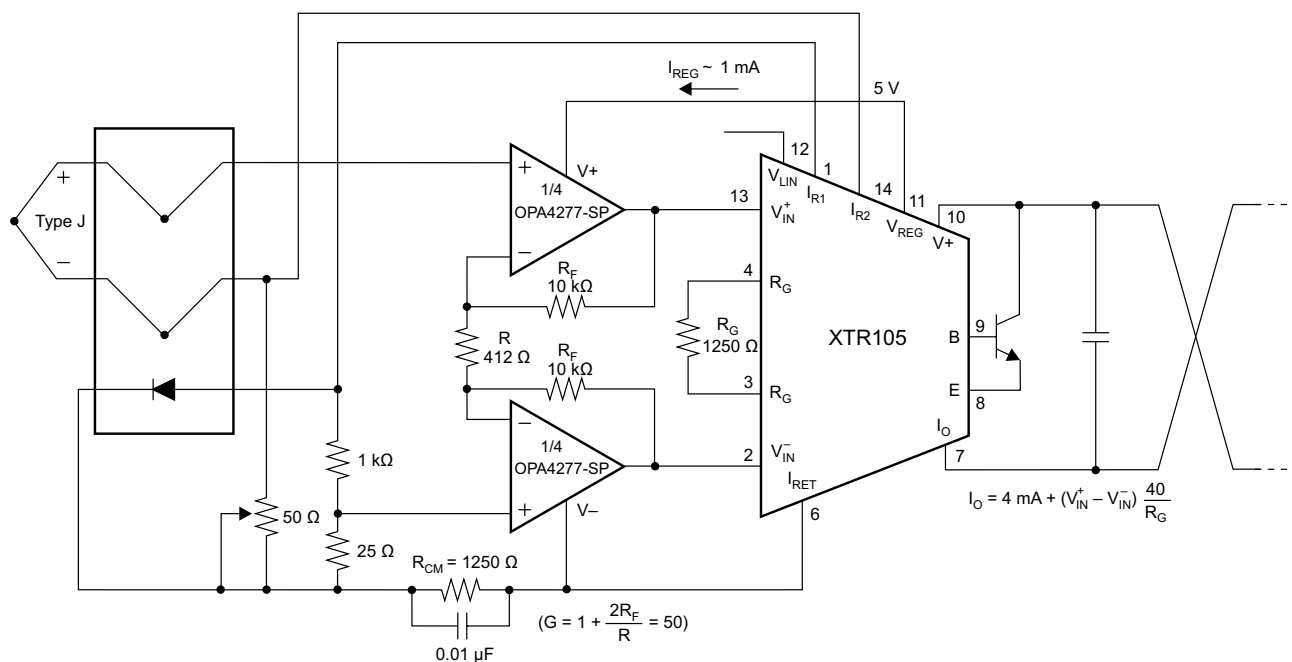 I_REG ~ 1 mA
5 V
12
V_LIN
1
I_R1
14
I_R2
11
V_REG
10
V+
+
Type J
−
+
1/4
OPA4277-SP
−
V+
13
V_IN^+
R_F
10 kΩ
4
R_G
R
412 Ω
R_G
1250 Ω
XTR105
R_F
10 kΩ
3
R_G
B
9
E
8
−
1/4
OPA4277-SP
+
V−
2
V_IN^−
I_RET
6
I_O
7
1 kΩ
50 Ω
25 Ω
R_CM = 1250 Ω
0.01 µF
(G = 1 + 2R_F/R = 50)
I_O = 4 mA + (V_IN^+ − V_IN^−) 40/R_G